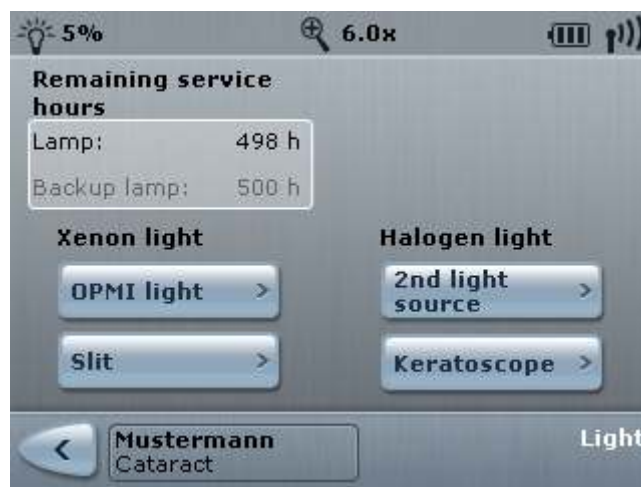 5% 6.0x
Remaining service
hours
Lamp: 498 h
Backup lamp: 500 h
Xenon light Halogen light
OPMI light > 2nd light
source >
Slit > Keratoscope >
< Mustermann
Cataract
Light